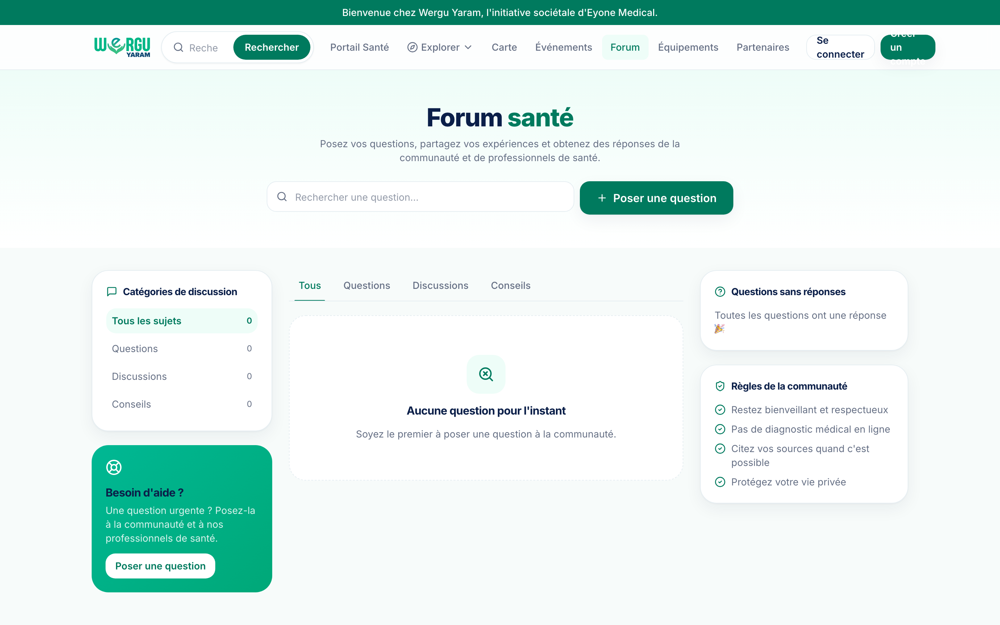 Bienvenue chez Wergu Yaram, l'initiative sociétale d'Eyone Medical.
WeRGU
YARAM
Reche
Rechercher
Portail Santé
Explorer
Carte
Événements
Forum
Équipements
Partenaires
Se
connecter
Créer
un
compte
Forum santé
Posez vos questions, partagez vos expériences et obtenez des réponses de la
communauté et de professionnels de santé.
Rechercher une question...
Poser une question
Catégories de discussion
Tous les sujets 0
Questions 0
Discussions 0
Conseils 0
Besoin d'aide ?
Une question urgente ? Posez-la
à la communauté et à nos
professionnels de santé.
Poser une question
Tous
Questions
Discussions
Conseils
Aucune question pour l'instant
Soyez le premier à poser une question à la communauté.
Questions sans réponses
Toutes les questions ont une réponse
🎉
Règles de la communauté
Restez bienveillant et respectueux
Pas de diagnostic médical en ligne
Citez vos sources quand c'est
possible
Protégez votre vie privée